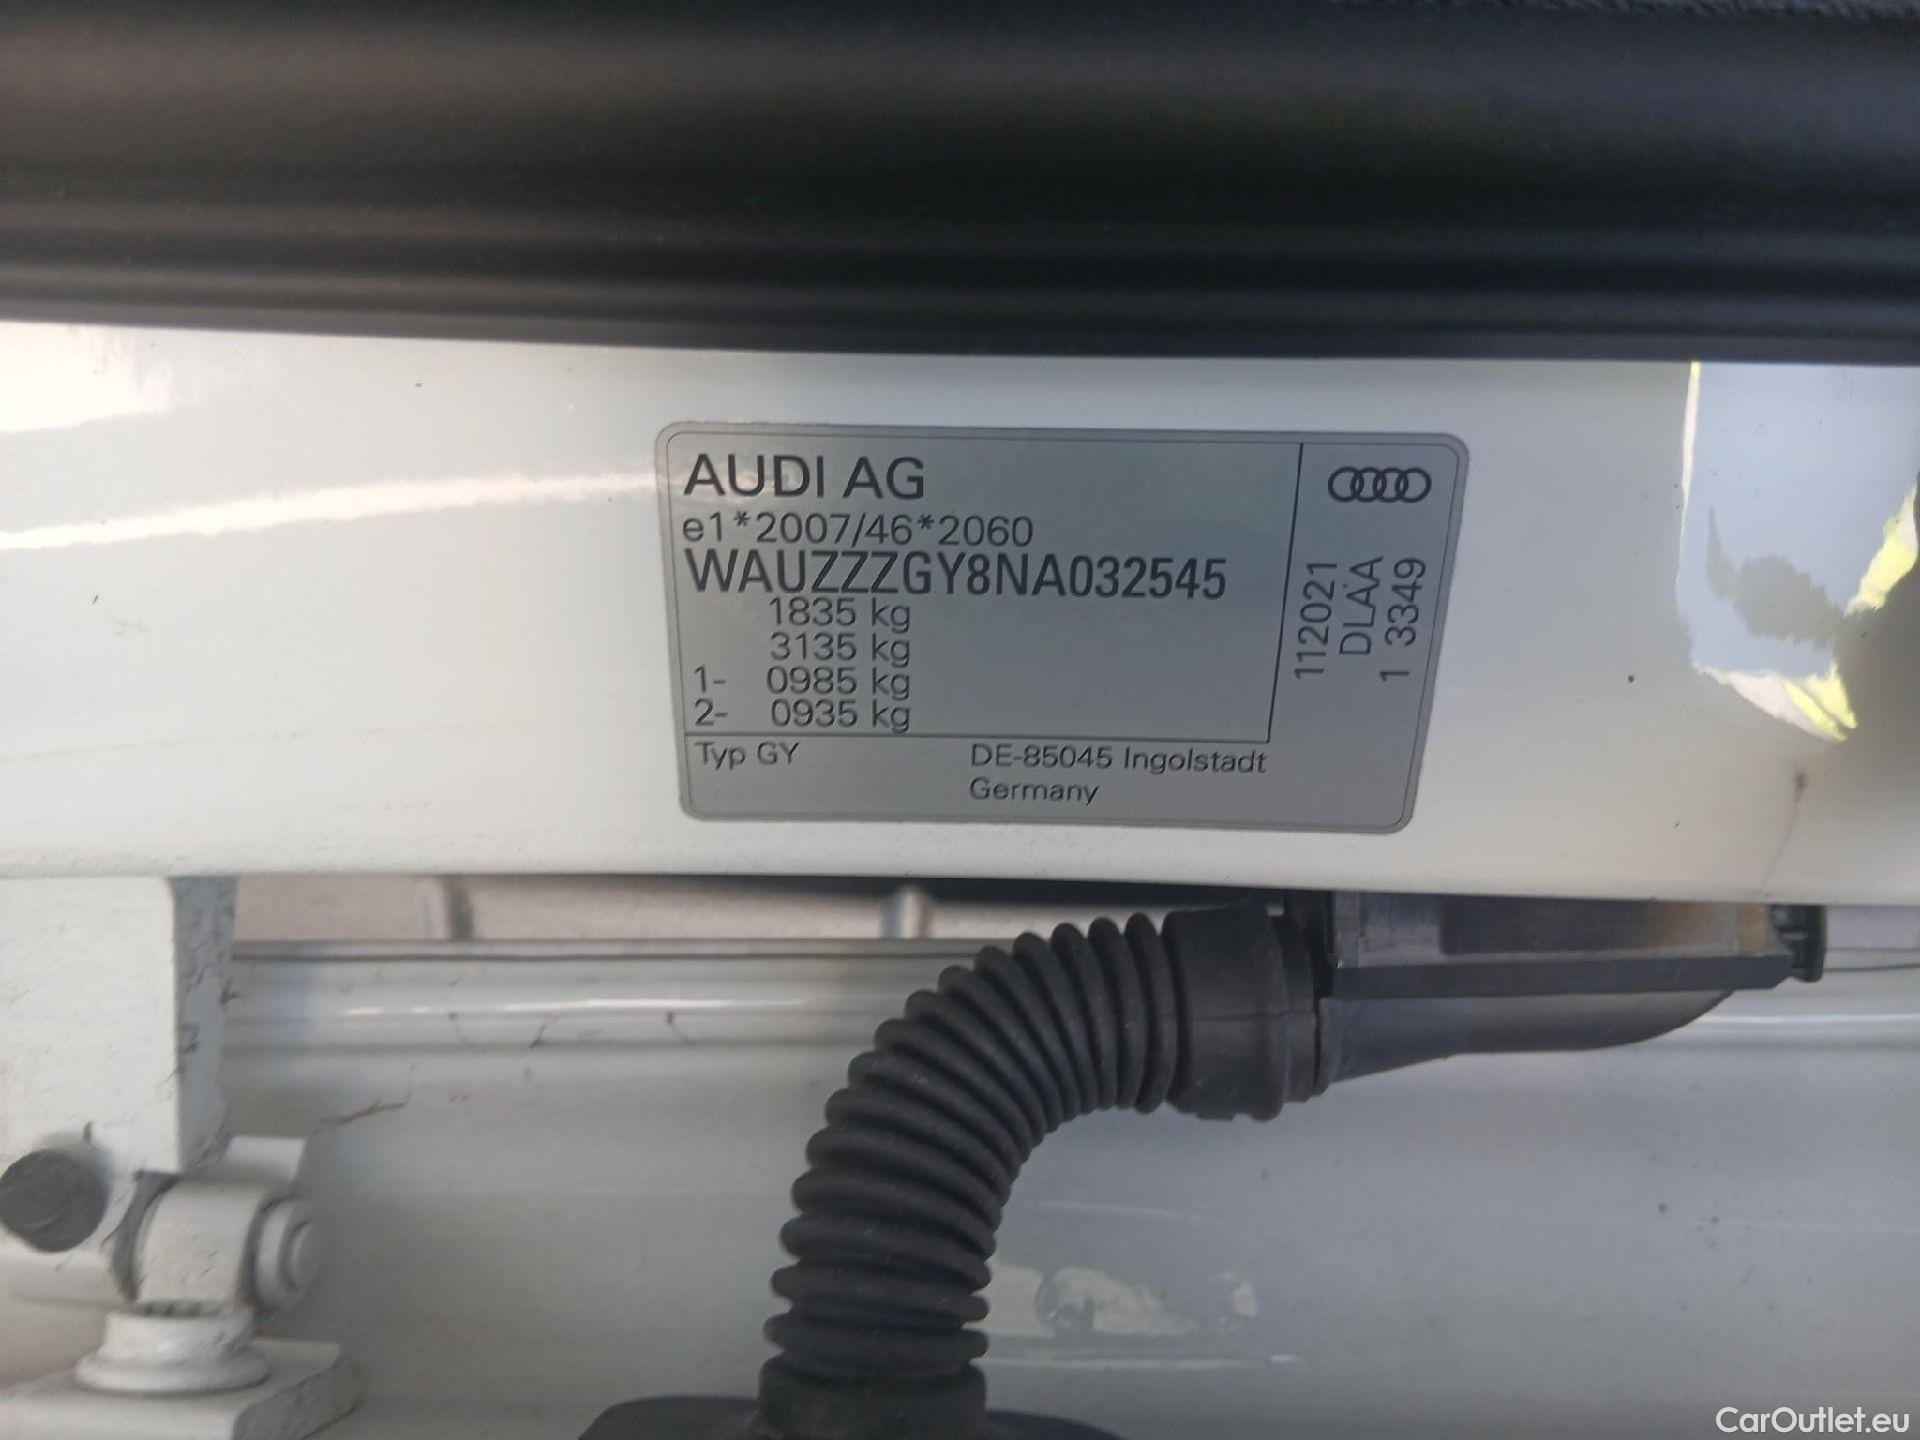 AUDI AG
e1*2007/46*2060
WAUZZZGY8NA032545
1835 kg
3135 kg
1- 0985 kg
2- 0935 kg
Typ GY
DE-85045 Ingolstadt
Germany
112021
DLAA
1 3349
CarOutlet.eu